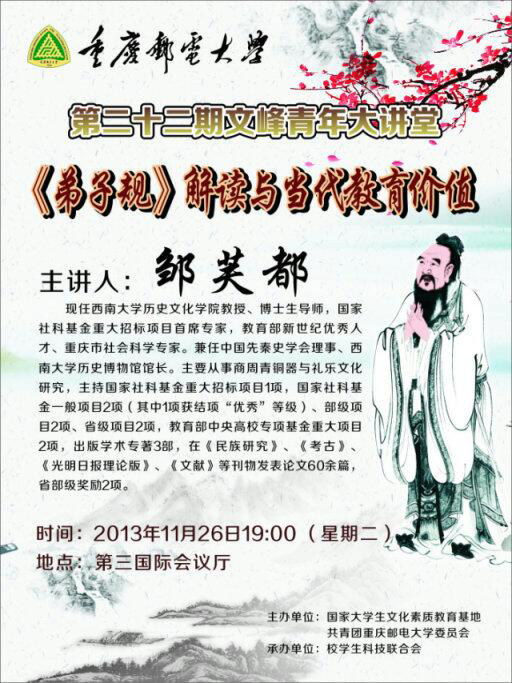 重慶郵電大學
第二十二期文峰青年大讲堂
《弟子规》解读与当代教育价值
主讲人：邹芙都
现任西南大学历史文化学院教授、博士生导师，国家
社科基金重大招标项目首席专家，教育部新世纪优秀人
才、重庆市社会科学专家。兼任中国先秦史学会理事、西
南大学历史博物馆馆长。主要从事商周青铜器与礼乐文化
研究，主持国家社科基金重大招标项目1项，国家社科基
金一般项目2项（其中1项获结项“优秀”等级）、部级项
目2项、省级项目2项，教育部中央高校专项基金重大项目
2项，出版学术专著3部，在《民族研究》、《考古》、
《光明日报理论版》、《文献》等刊物发表论文60余篇，
省部级奖励2项。
时间：2013年11月26日19:00（星期二）
地点：第三国际会议厅
主办单位：国家大学生文化素质教育基地
共青团重庆邮电大学委员会
承办单位：校学生科技联合会